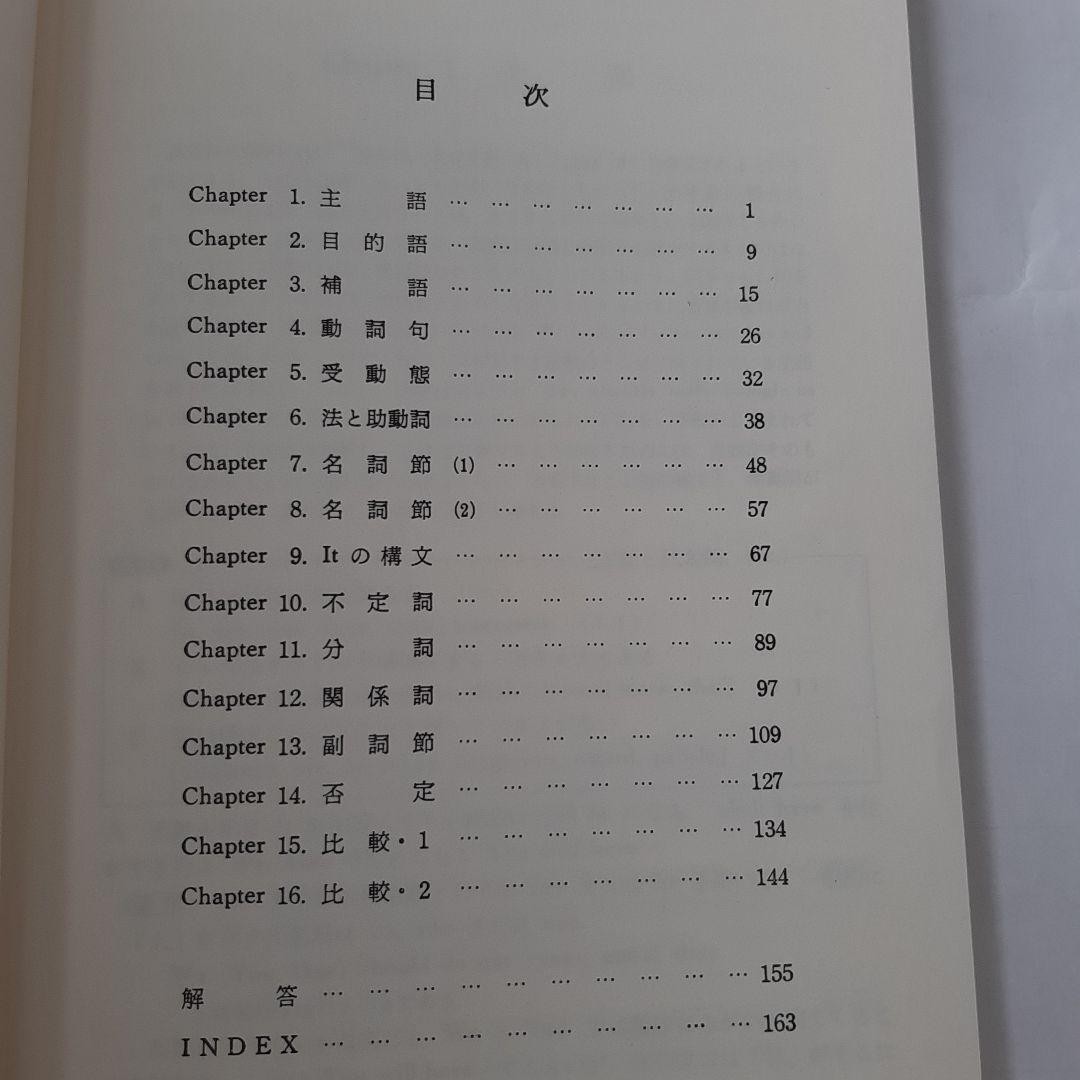 目次
Chapter 1. 主語 … … … … … … … 1
Chapter 2. 目的語 … … … … … … … 9
Chapter 3. 補語 … … … … … … … 15
Chapter 4. 動詞句 … … … … … … … 26
Chapter 5. 受動態 … … … … … … … 32
Chapter 6. 法と助動詞 … … … … … … … 38
Chapter 7. 名詞節 (1) … … … … … … 48
Chapter 8. 名詞節 (2) … … … … … … 57
Chapter 9. Itの構文 … … … … … … … 67
Chapter 10. 不定詞 … … … … … … … 77
Chapter 11. 分詞 … … … … … … … 89
Chapter 12. 関係詞 … … … … … … … 97
Chapter 13. 副詞節 … … … … … … … 109
Chapter 14. 否定 … … … … … … … 127
Chapter 15. 比較・1 … … … … … … … 134
Chapter 16. 比較・2 … … … … … … … 144
解答 … … … … … … … … … … 155
INDEX … … … … … … … … … … 163